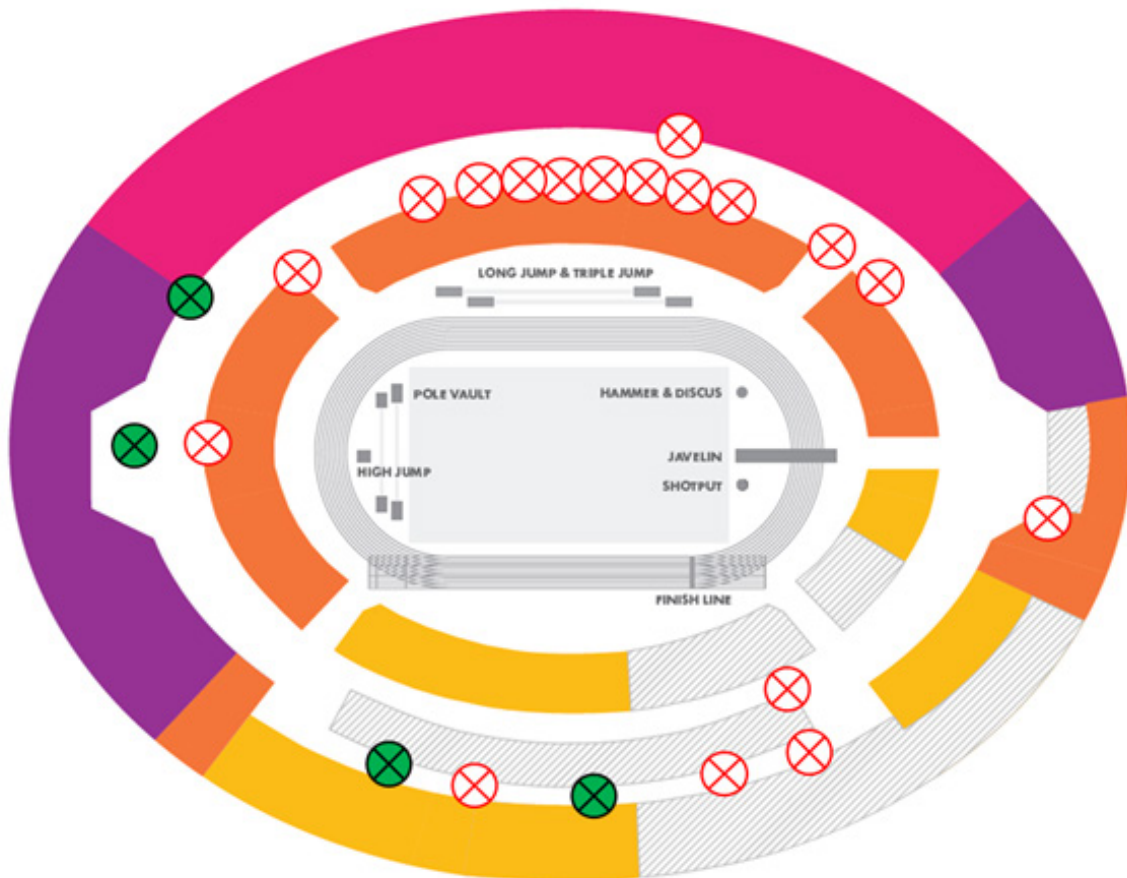 LONG JUMP & TRIPLE JUMP
POLE VAULT
HAMMER & DISCUS
HIGH JUMP
JAVELIN
SHOTPUT
FINISH LINE